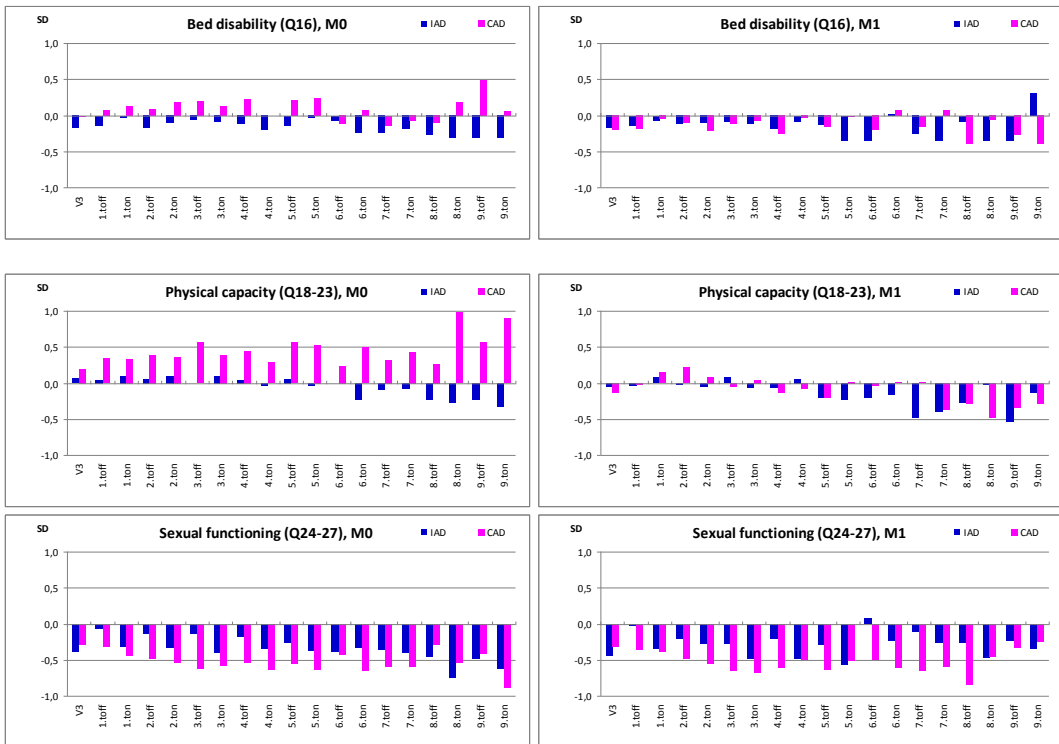 SD
Bed disability (Q16), M0
IAD
CAD
1,0
0,5
0,0
-0,5
-1,0
V3
1.toff
1.ton
2.toff
2.ton
3.toff
3.ton
4.toff
4.ton
5.toff
5.ton
6.toff
6.ton
7.toff
7.ton
8.toff
8.ton
9.toff
9.ton
SD
Bed disability (Q16), M1
IAD
CAD
1,0
0,5
0,0
-0,5
-1,0
V3
1.toff
1.ton
2.toff
2.ton
3.toff
3.ton
4.toff
4.ton
5.toff
5.ton
6.toff
6.ton
7.toff
7.ton
8.toff
8.ton
9.toff
9.ton
SD
Physical capacity (Q18-23), M0
IAD
CAD
1,0
0,5
0,0
-0,5
-1,0
V3
1.toff
1.ton
2.toff
2.ton
3.toff
3.ton
4.toff
4.ton
5.toff
5.ton
6.toff
6.ton
7.toff
7.ton
8.toff
8.ton
9.toff
9.ton
SD
Physical capacity (Q18-23), M1
IAD
CAD
1,0
0,5
0,0
-0,5
-1,0
V3
1.toff
1.ton
2.toff
2.ton
3.toff
3.ton
4.toff
4.ton
5.toff
5.ton
6.toff
6.ton
7.toff
7.ton
8.toff
8.ton
9.toff
9.ton
SD
Sexual functioning (Q24-27), M0
IAD
CAD
1,0
0,5
0,0
-0,5
-1,0
V3
1.toff
1.ton
2.toff
2.ton
3.toff
3.ton
4.toff
4.ton
5.toff
5.ton
6.toff
6.ton
7.toff
7.ton
8.toff
8.ton
9.toff
9.ton
SD
Sexual functioning (Q24-27), M1
IAD
CAD
1,0
0,5
0,0
-0,5
-1,0
V3
1.toff
1.ton
2.toff
2.ton
3.toff
3.ton
4.toff
4.ton
5.toff
5.ton
6.toff
6.ton
7.toff
7.ton
8.toff
8.ton
9.toff
9.ton